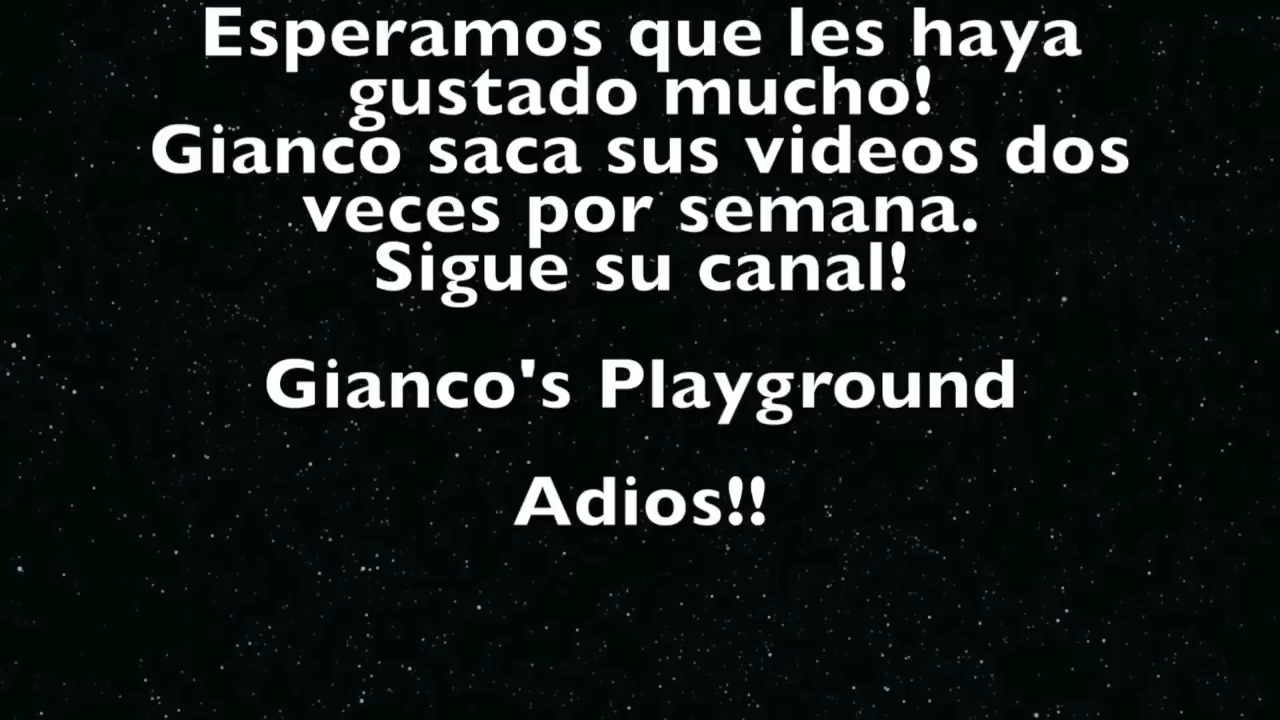 Esperamos que les haya
gustado mucho!
Gianco saca sus videos dos
veces por semana.
Sigue su canal!
Gianco's Playground
Adios!!